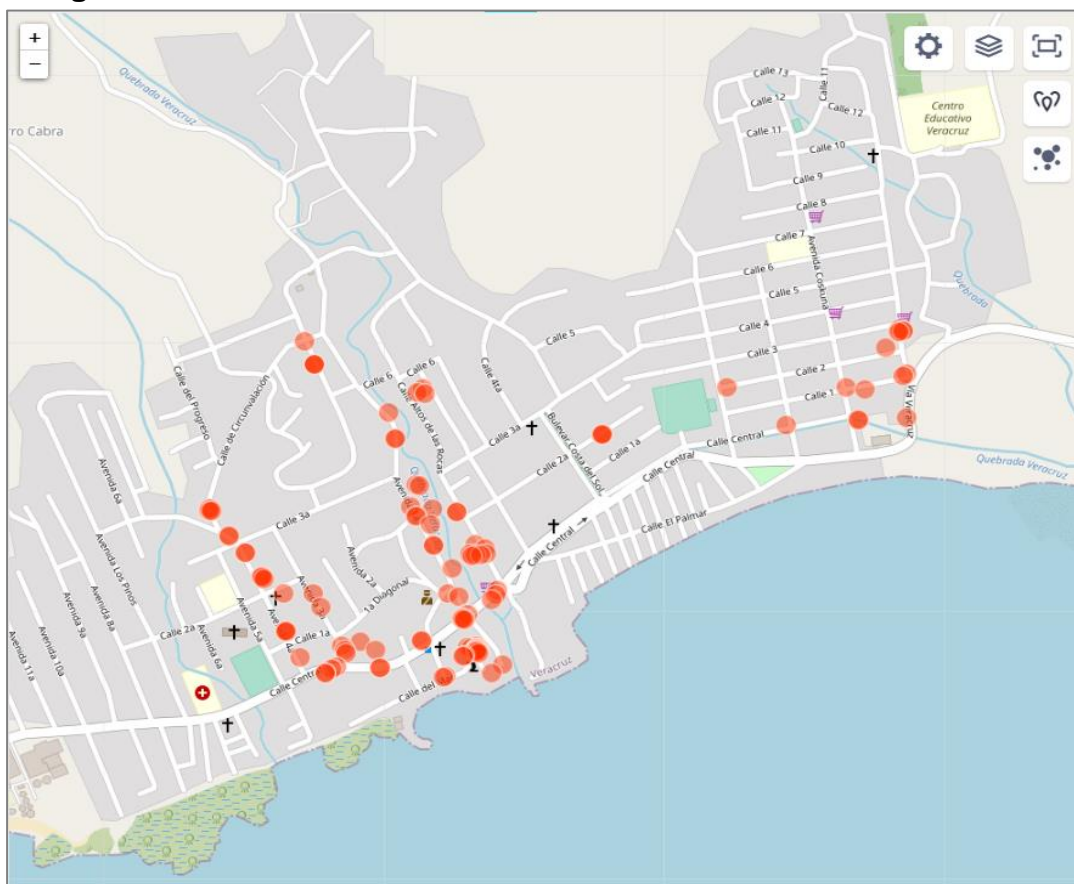 +
−
Quebrada Veracruz
rro Cabra
Calle 13
Calle 11
Calle 12
Calle 12
Calle 11
Calle 10
Calle 9
Calle 8
Calle 7
Calle 6
Calle 5
Calle 4
Calle 3
Calle 2
Calle 1
Centro
Educativo
Veracruz
Avenida Coskuna
Quebrada
Vía Veracruz
Quebrada Veracruz
Calle Central
Calle Central
Calle El Palmar
Calle Central
Calle 5
Calle 4ta
Calle 6
Calle 6
Calle Altos de las Rocas
Calle 3a
Bulevar Costa del Sol
Calle 2a
Calle 1a
Calle del Progreso
Calle de Circunvalación
Avenida 6a
Calle 3a
Avenida Los Pinos
Avenida 2a
1a Diagonal
Avenida 8a
Avenida 9a
Calle 2a
Avenida 5a
Calle 1a
Avenida 6a
Avenida 10a
Avenida 11a
Calle Central
Calle del
Veracruz